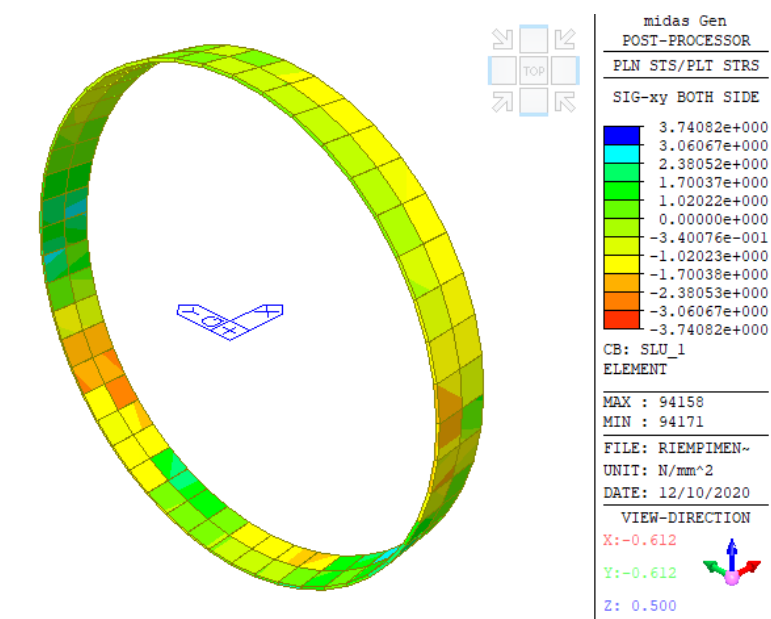 midas Gen
POST-PROCESSOR
PLN STS/PLT STRS
SIG-xy BOTH SIDE
TOP
3.74082e+000
3.06067e+000
2.38052e+000
1.70037e+000
1.02022e+000
0.00000e+000
-3.40076e-001
-1.02023e+000
-1.70038e+000
-2.38053e+000
-3.06067e+000
-3.74082e+000
CB: SLU_1
ELEMENT
MAX : 94158
MIN : 94171
FILE: RIEMPIMEN~
UNIT: N/mm^2
DATE: 12/10/2020
VIEW-DIRECTION
X:-0.612
Y:-0.612
Z: 0.500